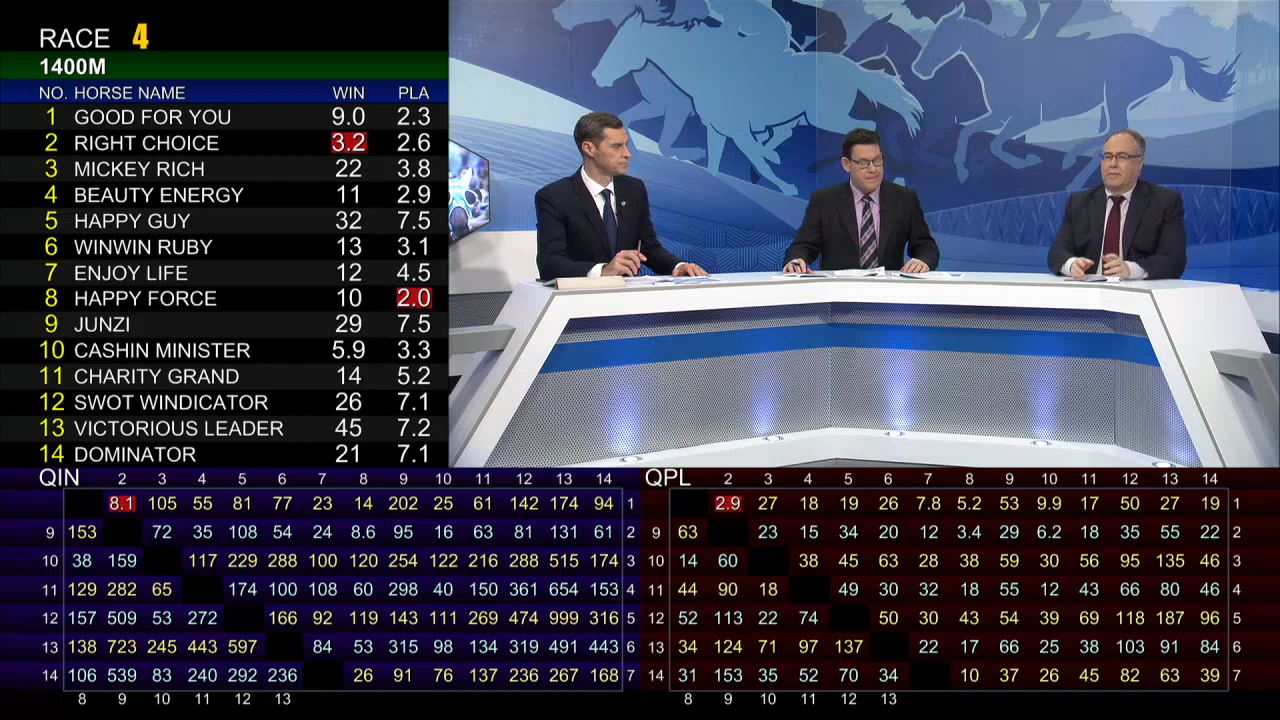 RACE 4
1400M
NO. HORSE NAME WIN PLA
1 GOOD FOR YOU 9.0 2.3
2 RIGHT CHOICE 3.2 2.6
3 MICKEY RICH 22 3.8
4 BEAUTY ENERGY 11 2.9
5 HAPPY GUY 32 7.5
6 WINWIN RUBY 13 3.1
7 ENJOY LIFE 12 4.5
8 HAPPY FORCE 10 2.0
9 JUNZI 29 7.5
10 CASHIN MINISTER 5.9 3.3
11 CHARITY GRAND 14 5.2
12 SWOT WINDICATOR 26 7.1
13 VICTORIOUS LEADER 45 7.2
14 DOMINATOR 21 7.1
QIN 2 3 4 5 6 7 8 9 10 11 12 13 14
8.1 105 55 81 77 23 14 202 25 61 142 174 94 1
9 153 72 35 108 54 24 8.6 95 16 63 81 131 61 2
10 38 159 117 229 288 100 120 254 122 216 288 515 174 3
11 129 282 65 174 100 108 60 298 40 150 361 654 153 4
12 157 509 53 272 166 92 119 143 111 269 474 999 316 5
13 138 723 245 443 597 84 53 315 98 134 319 491 443 6
14 106 539 83 240 292 236 26 91 76 137 236 267 168 7
8 9 10 11 12 13
QPL 2 3 4 5 6 7 8 9 10 11 12 13 14
2.9 27 18 19 26 7.8 5.2 53 9.9 17 50 27 19 1
9 63 23 15 34 20 12 3.4 29 6.2 18 35 55 22 2
10 14 60 38 45 63 28 38 59 30 56 95 135 46 3
11 44 90 18 49 30 32 18 55 12 43 66 80 46 4
12 52 113 22 74 50 30 43 54 39 69 118 187 96 5
13 34 124 71 97 137 22 17 66 25 38 103 91 84 6
14 31 153 35 52 70 34 10 37 26 45 82 63 39 7
8 9 10 11 12 13